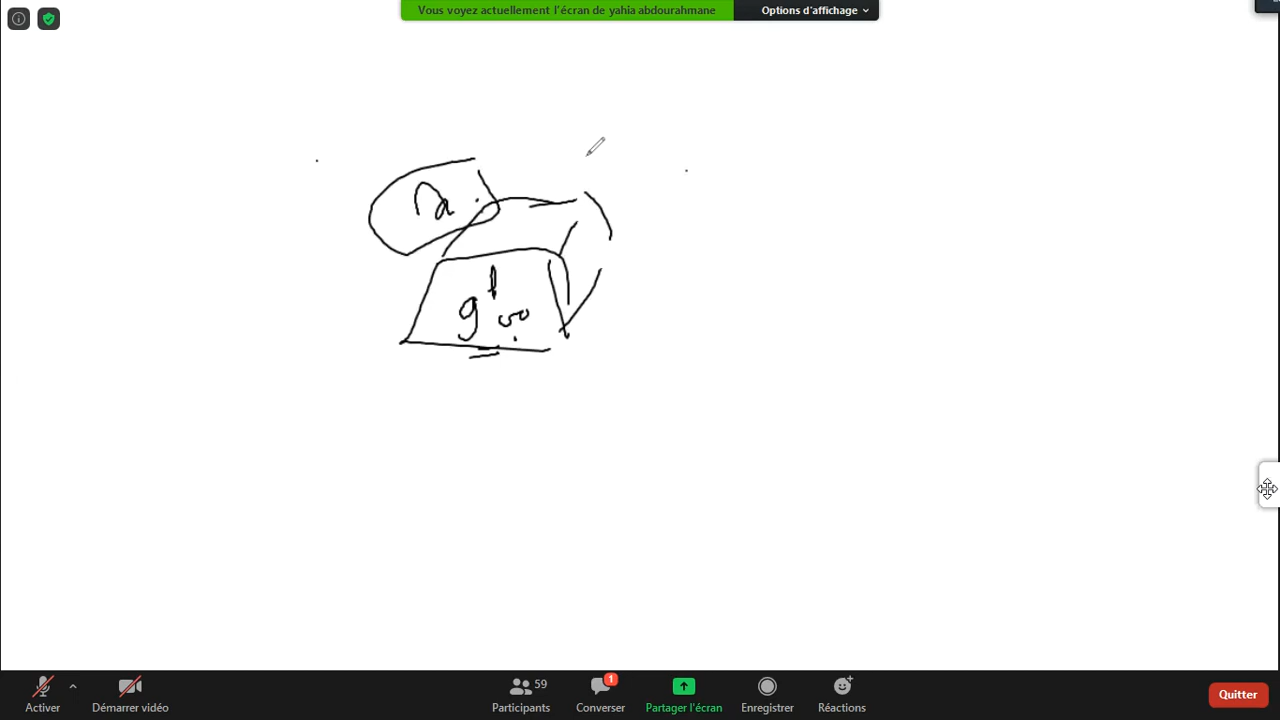 Vous voyez actuellement l'écran de yahia abdourahmane
Options d'affichage
Activer
Démarrer vidéo
59
Participants
1
Converser
Partager l'écran
Enregistrer
Réactions
Quitter